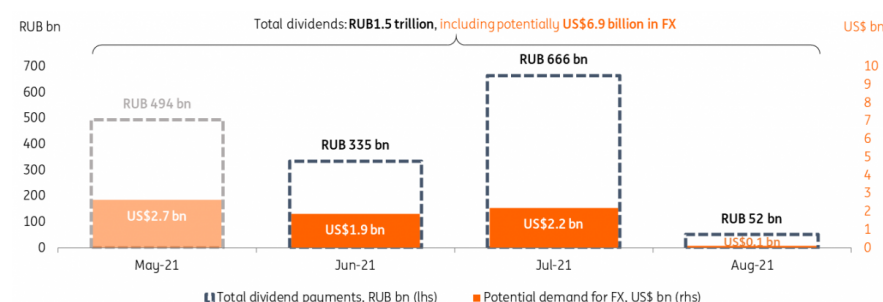 RUB bn
Total dividends: RUB1.5 trillion, including potentially US$6.9 billion in FX
US$ bn
700
600
500
400
300
200
100
0
10
9
8
7
6
5
4
3
2
1
0
RUB 494 bn
US$2.7 bn
RUB 335 bn
US$1.9 bn
RUB 666 bn
US$2.2 bn
RUB 52 bn
US$0.1 bn
May-21
Jun-21
Jul-21
Aug-21
Total dividend payments, RUB bn (lhs)
Potential demand for FX, US$ bn (rhs)